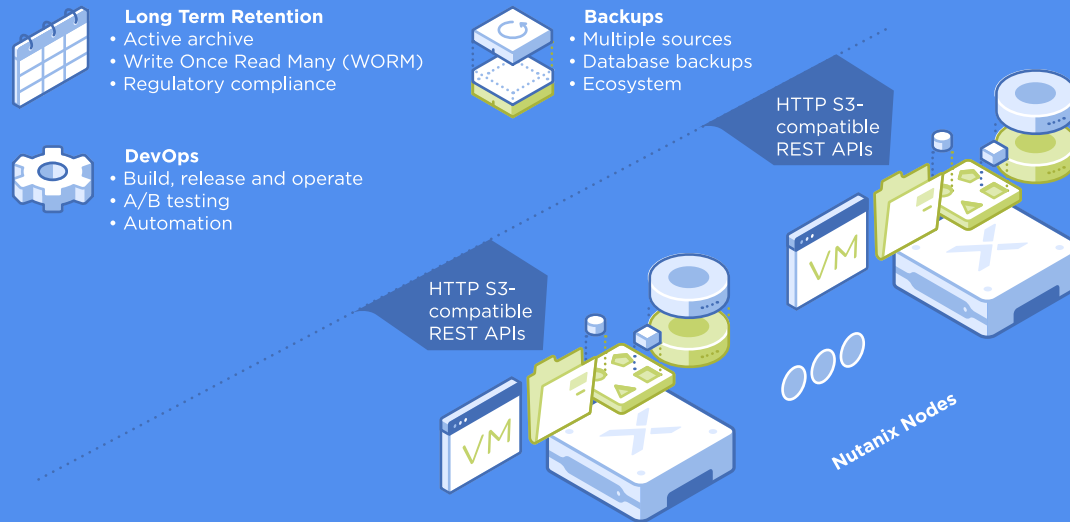 Long Term Retention
• Active archive
• Write Once Read Many (WORM)
• Regulatory compliance
Backups
• Multiple sources
• Database backups
• Ecosystem
DevOps
• Build, release and operate
• A/B testing
• Automation
HTTP S3-
compatible
REST APIs
VM
HTTP S3-
compatible
REST APIs
VM
Nutanix Nodes